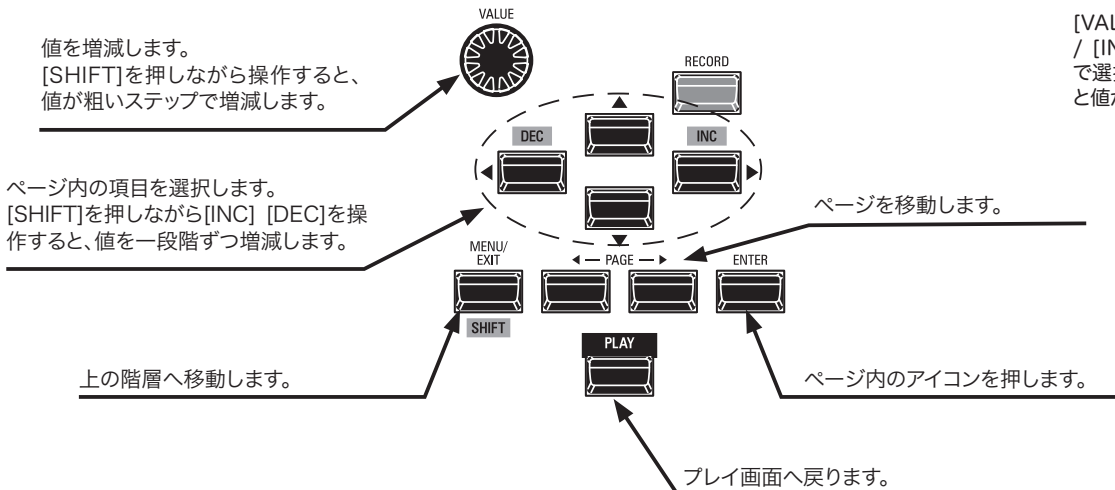 VALUE
値を増減します。
[SHIFT]を押しながら操作すると、
値が粗いステップで増減します。
RECORD
DEC
INC
ページ内の項目を選択します。
[SHIFT]を押しながら[INC] [DEC]を操
作すると、値を一段階ずつ増減します。
ページを移動します。
MENU/
EXIT
PAGE
ENTER
SHIFT
PLAY
上の階層へ移動します。
ページ内のアイコンを押します。
プレイ画面へ戻ります。